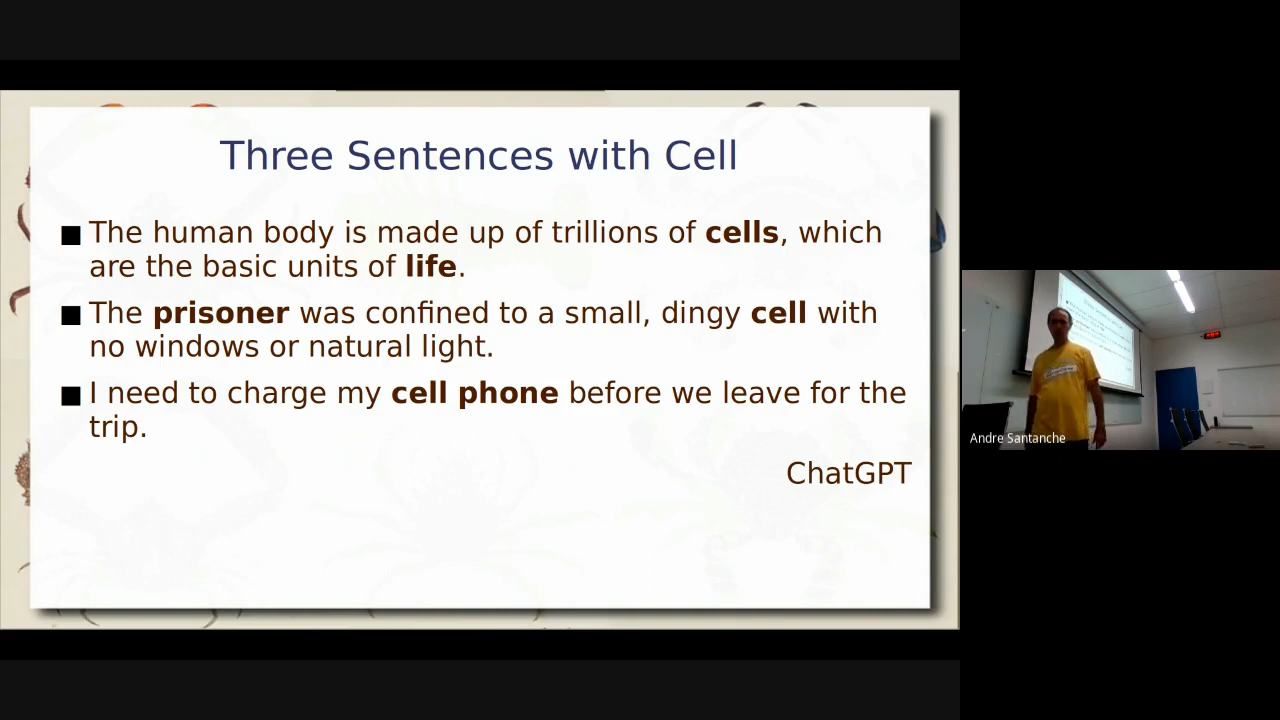 Three Sentences with Cell
■ The human body is made up of trillions of cells, which
are the basic units of life.
■ The prisoner was confined to a small, dingy cell with
no windows or natural light.
■ I need to charge my cell phone before we leave for the
trip.
ChatGPT
Andre Santanche